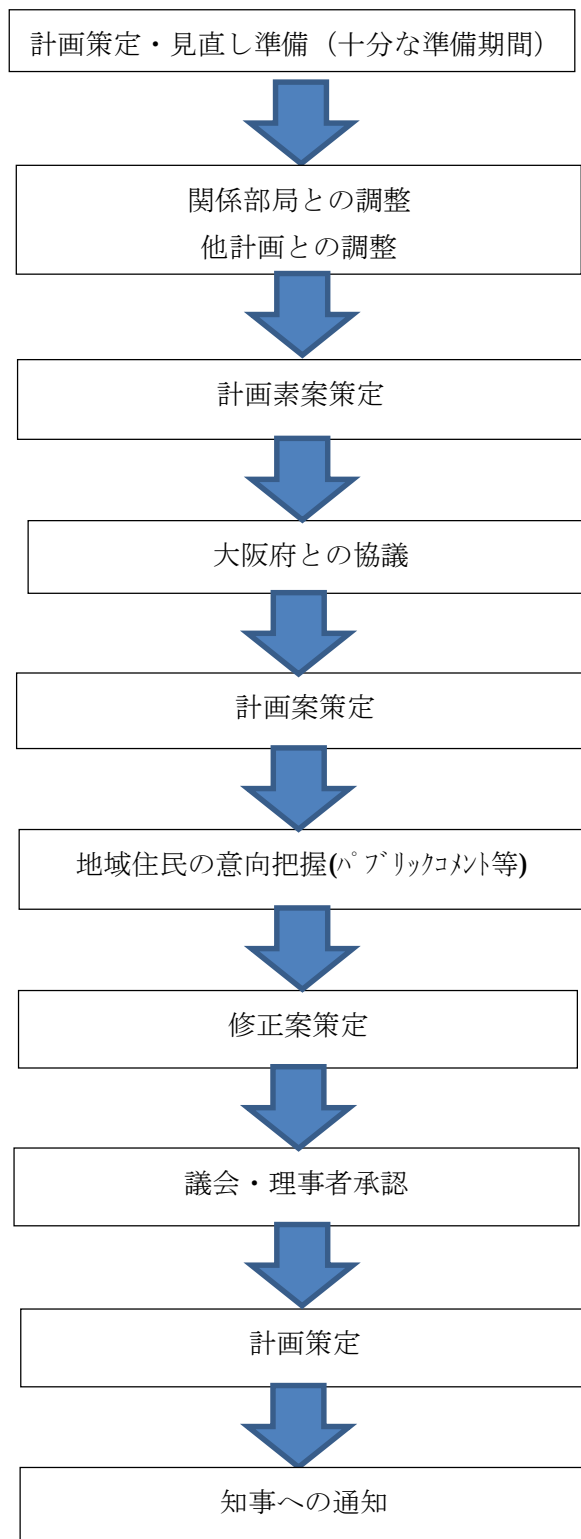 計画策定・見直し準備（十分な準備期間）
関係部局との調整
他計画との調整
計画素案策定
大阪府との協議
計画案策定
地域住民の意向把握(ﾊﾟﾌﾞﾘｯｸｺﾒﾝﾄ等)
修正案策定
議会・理事者承認
計画策定
知事への通知